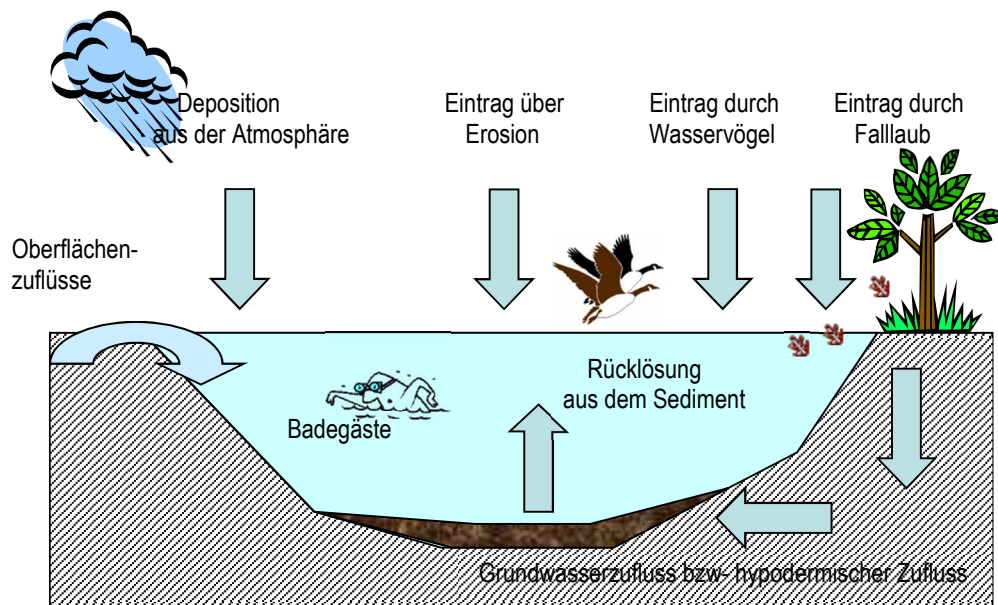 Deposition
aus der Atmosphäre
Eintrag über
Erosion
Eintrag durch
Wasservögel
Eintrag durch
Falllaub
Oberflächen-
zuflüsse
Rücklösung
aus dem Sediment
Badegäste
Grundwasserzufluss bzw- hypodermischer Zufluss